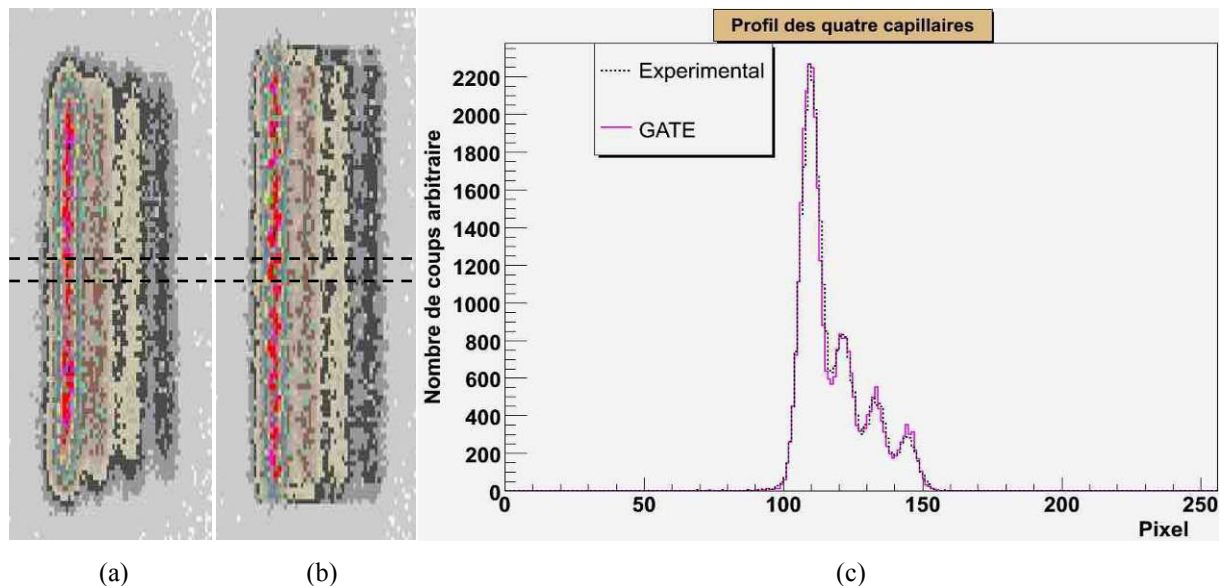 Profil des quatre capillaires
Experimental
GATE
Nombre de coups arbitraire
2200
2000
1800
1600
1400
1200
1000
800
600
400
200
0
0 50 100 150 200 250
Pixel
(a) (b) (c)